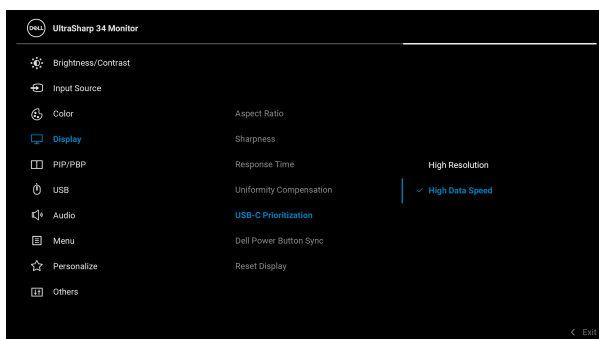 DELL UltraSharp 34 Monitor
Brightness/Contrast
Input Source
Color
Display
PIP/PBP
USB
Audio
Menu
Personalize
Others
Aspect Ratio
Sharpness
Response Time
Uniformity Compensation
USB-C Prioritization
Dell Power Button Sync
Reset Display
High Resolution
High Data Speed
Exit